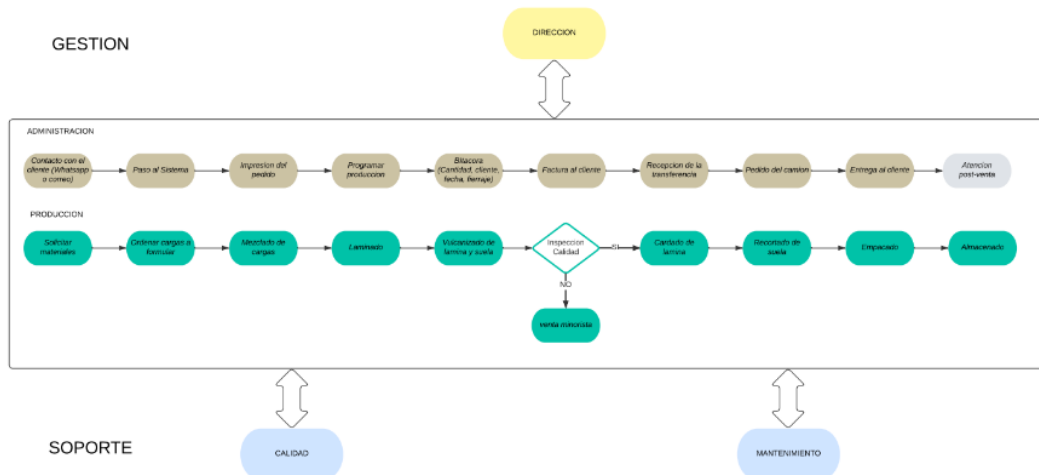 GESTION
DIRECCION
ADMINISTRACION
Contacto con el
cliente (Whatsapp
o correo)
Paso al Sistema
Impresion del
pedido
Programar
produccion
Bitacora
(Cantidad, cliente,
fecha, fierraje)
Factura al cliente
Recepcion de la
transferencia
Pedido del camion
Entrega al cliente
Atencion
post-venta
PRODUCCION
Solicitar
materiales
Ordenar cargas a
formular
Mezclado de
cargas
Laminado
Vulcanizado de
lamina y suela
Inspeccion
Calidad
SI
Cardado de
lamina
Recortado de
suela
Empacado
Almacenado
NO
venta minorista
SOPORTE
CALIDAD
MANTENIMIENTO